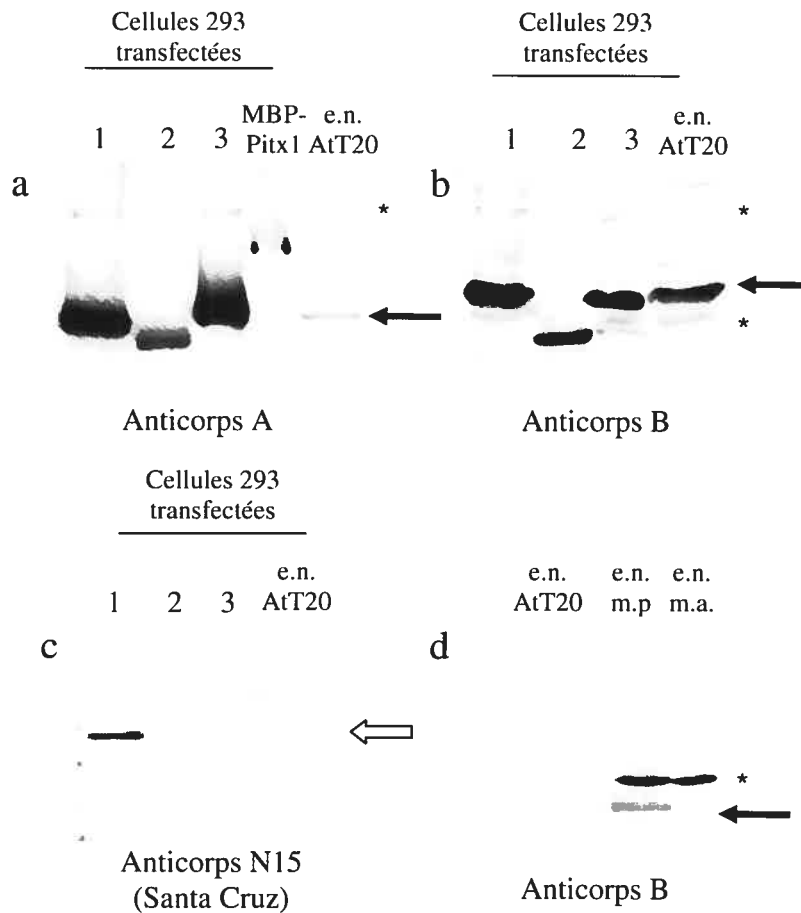 Cellules 293
transfectées
1 2 3 MBP-Pitx1 e.n. AtT20
a
*
Anticorps A
Cellules 293
transfectées
1 2 3 e.n. AtT20
b
*
*
Anticorps B
Cellules 293
transfectées
1 2 3 e.n. AtT20
c
Anticorps N15
(Santa Cruz)
e.n. e.n. e.n.
AtT20 m.p m.a.
d
*
Anticorps B